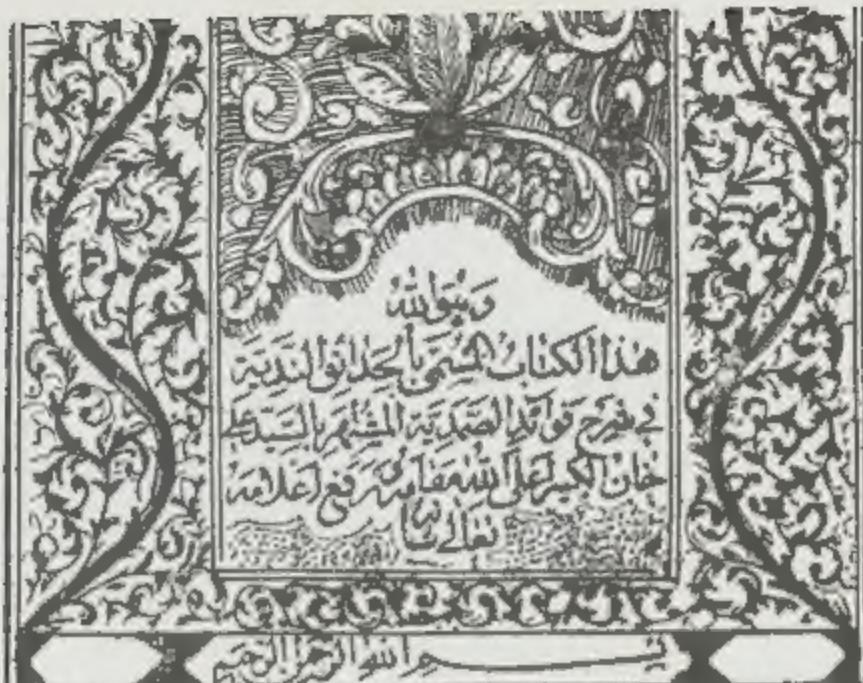 هذا الكتاب المسمى بالحدائق الندية
في شرح فوائد الصمدية المشتهر بالسيد
خان الكبير اعلى الله مقامه ورفع اعلامه
بسم الله الرحمن الرحيم